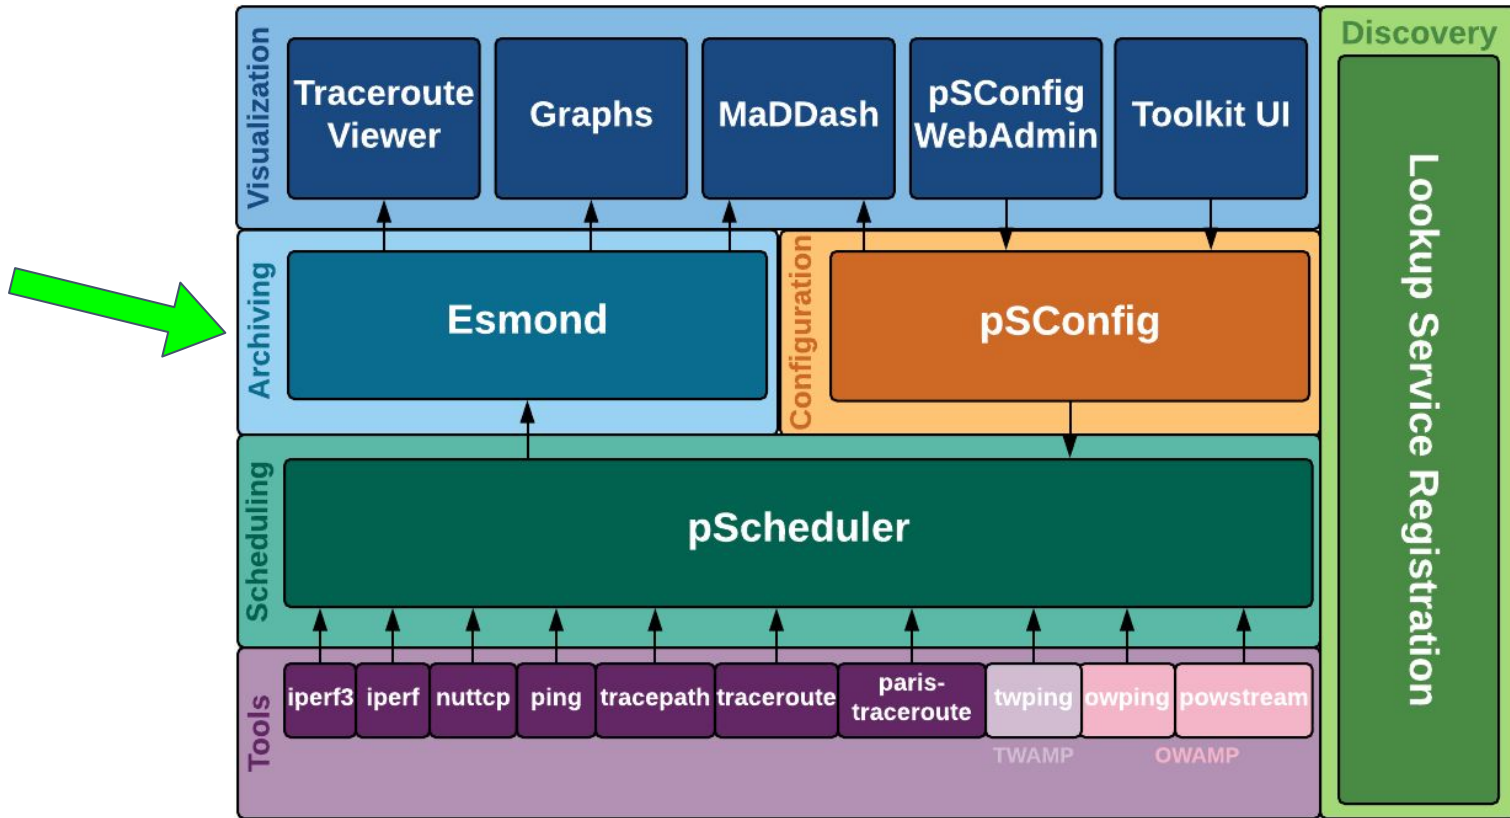 Visualization
Traceroute
Viewer
Graphs
MaDDash
pSConfig
WebAdmin
Toolkit UI
Discovery
Lookup Service Registration
Archiving
Esmond
Configuration
pSConfig
Scheduling
pScheduler
Tools
iperf3
iperf
nuttcp
ping
tracepath
traceroute
paris-
traceroute
twping
owping
powstream
TWAMP
OWAMP